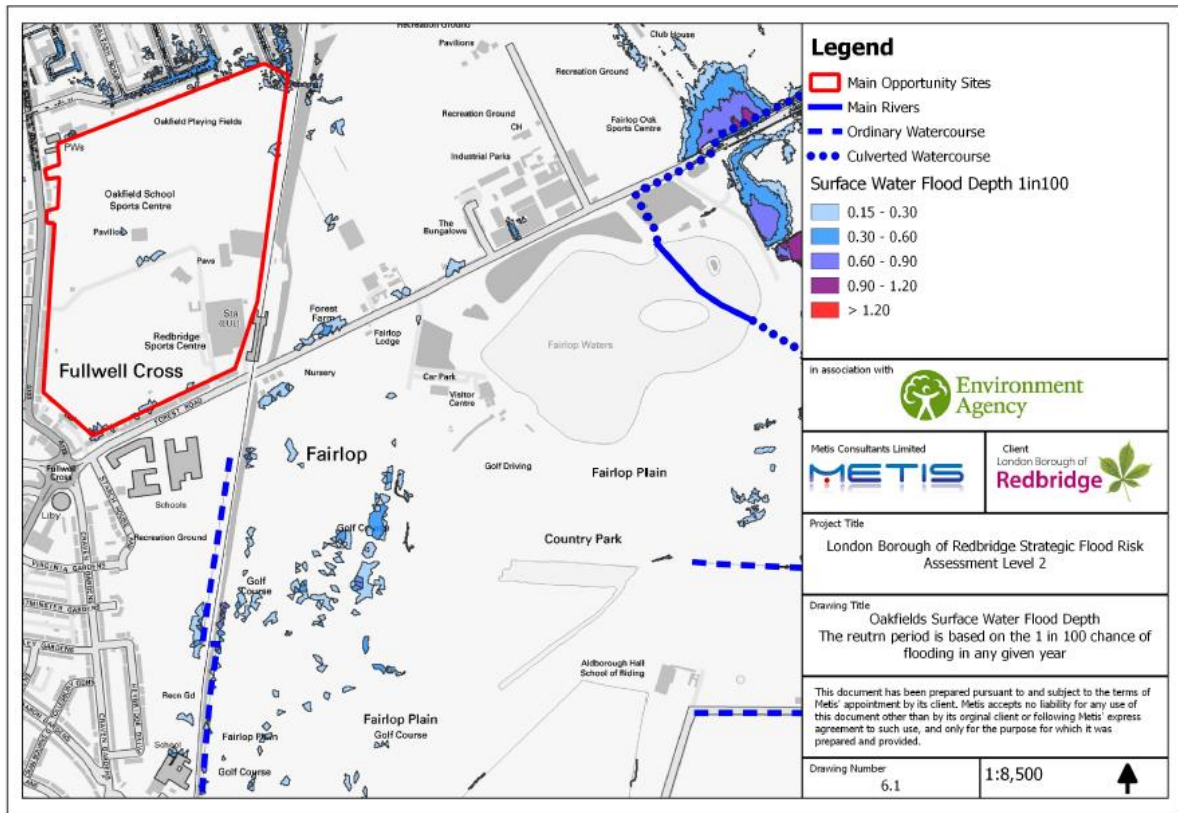 Recreation Ground
Pavilions
Club House
Recreation Ground
Oakfield Playing Fields
Recreation Ground
CH
Fairlop Oak
Sports Centre
PWs
Industrial Parks
Oakfield School
Sports Centre
Pavilion
The
Bungalows
Pavs
Sta
(LUL)
Forest
Farm
Redbridge
Sports Centre
Fairlop
Lodge
Fairlop Waters
Fullwell Cross
Nursery
Car Park
Visitor
Centre
FOREST ROAD
Fullwell
Cross
Fairlop
Golf Driving
Fairlop Plain
Liby
Schools
Recreation Ground
Golf Course
Country Park
VIRGINIA GARDENS
Golf
Course
CRAVEN GARDENS
Aldborough Hall
School of Riding
Recn Gd
Fairlop Plain
Golf Course
School
Fairlop Plain
Golf Course
Legend
Main Opportunity Sites
Main Rivers
Ordinary Watercourse
Culverted Watercourse
Surface Water Flood Depth 1in100
0.15 - 0.30
0.30 - 0.60
0.60 - 0.90
0.90 - 1.20
> 1.20
in association with
Environment
Agency
Metis Consultants Limited
METIS
Client
London Borough of
Redbridge
Project Title
London Borough of Redbridge Strategic Flood Risk
Assessment Level 2
Drawing Title
Oakfields Surface Water Flood Depth
The reutrn period is based on the 1 in 100 chance of
flooding in any given year
This document has been prepared pursuant to and subject to the terms of
Metis' appointment by its client. Metis accepts no liability for any use of
this document other than by its orginal client or following Metis' express
agreement to such use, and only for the purpose for which it was
prepared and provided.
Drawing Number
6.1
1:8,500